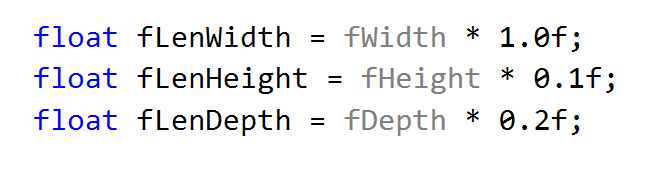 float fLenWidth = fWidth * 1.0f;
float fLenHeight = fHeight * 0.1f;
float fLenDepth = fDepth * 0.2f;